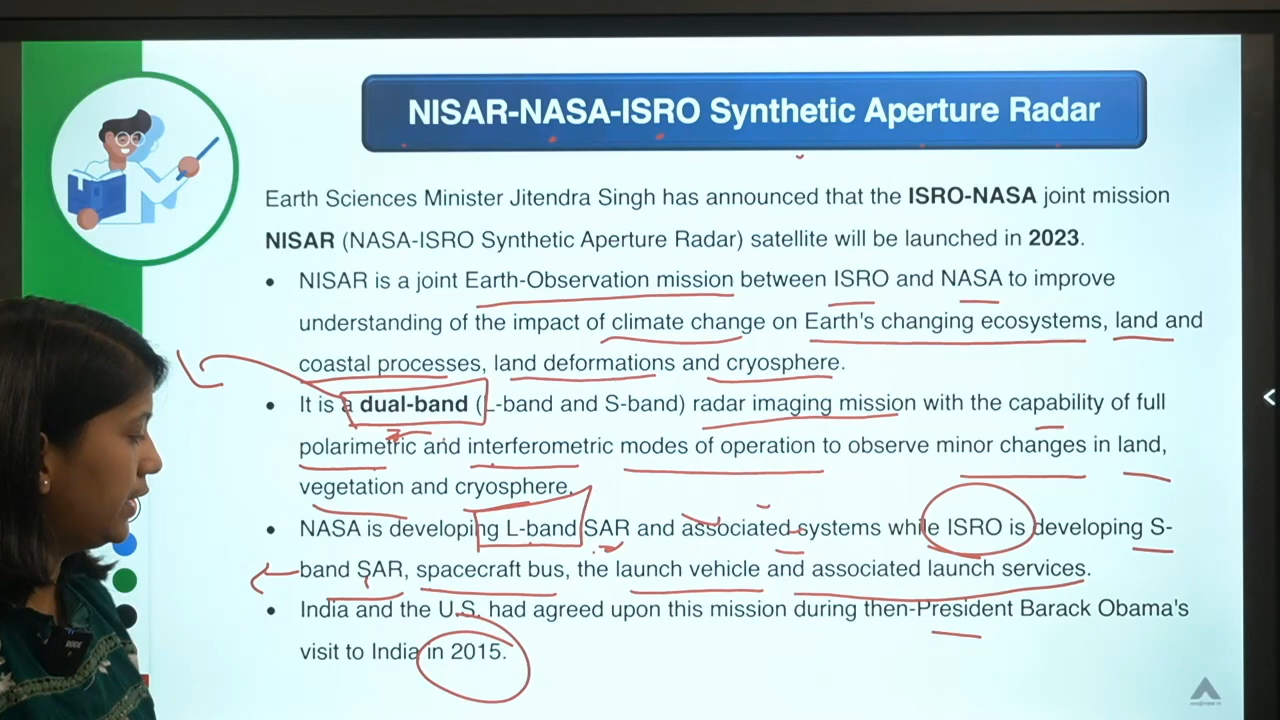 NISAR-NASA-ISRO Synthetic Aperture Radar
Earth Sciences Minister Jitendra Singh has announced that the ISRO-NASA joint mission
NISAR (NASA-ISRO Synthetic Aperture Radar) satellite will be launched in 2023.
• NISAR is a joint Earth-Observation mission between ISRO and NASA to improve
understanding of the impact of climate change on Earth's changing ecosystems, land and
coastal processes, land deformations and cryosphere.
• It is a dual-band (L-band and S-band) radar imaging mission with the capability of full
polarimetric and interferometric modes of operation to observe minor changes in land,
vegetation and cryosphere.
• NASA is developing L-band SAR and associated systems while ISRO is developing S-
band SAR, spacecraft bus, the launch vehicle and associated launch services.
• India and the U.S. had agreed upon this mission during then-President Barack Obama's
visit to India in 2015.